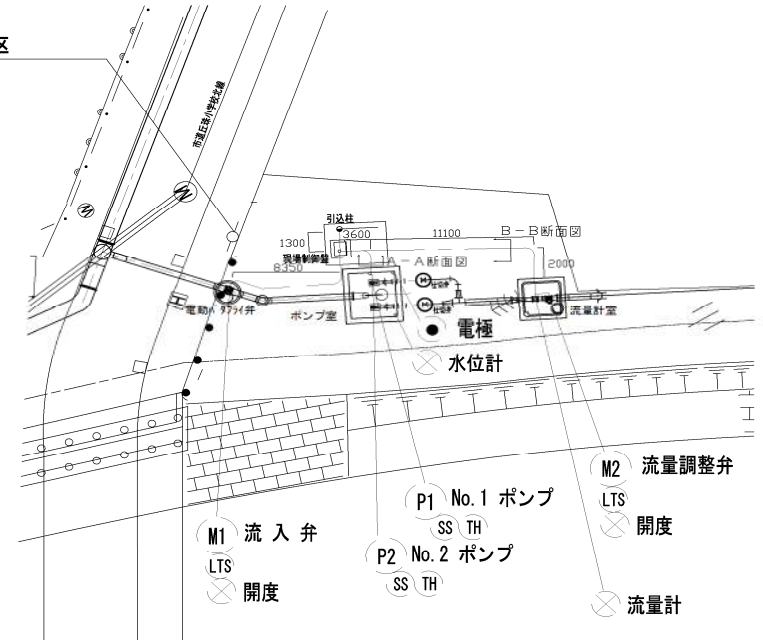 区
市道丘珠小学校北線
M
M
引込柱
1300
3600
11100
B－B断面図
現場制御盤
A－A断面図
8350
2000
電動バタフライ弁
ポンプ室
流量計室
電極
水位計
M2 流量調整弁
LTS
開度
P1 No.1 ポンプ
SS TH
M1 流入弁
P2 No.2 ポンプ
LTS
SS TH
開度
流量計